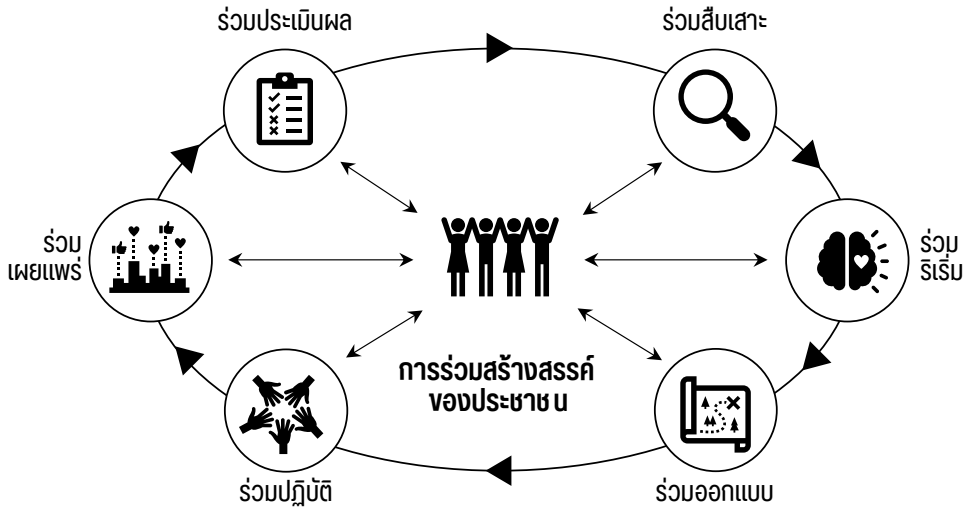 ร่วมประเมินผล
ร่วมสืบเสาะ
ร่วม
เผยแพร่
ร่วม
ริเริ่ม
การร่วมสร้างสรรค์
ของประชาชน
ร่วมปฏิบัติ
ร่วมออกแบบ